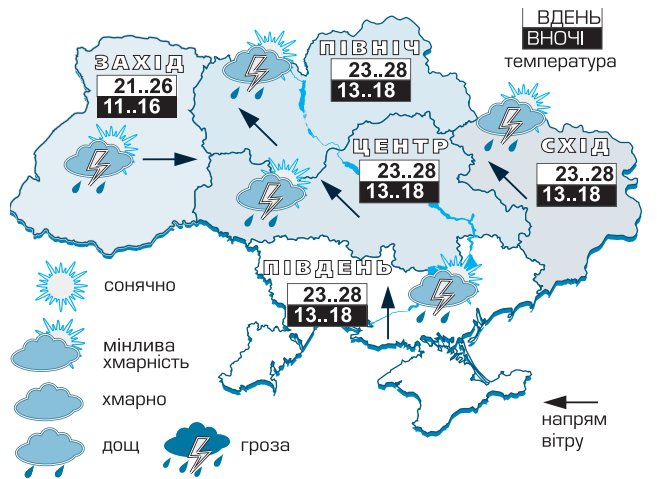 ВДЕНЬ
ВНОЧІ
температура
ЗАХІД
21..26
11..16
ПІВНІЧ
23..28
13..18
ЦЕНТР
23..28
13..18
СХІД
23..28
13..18
ПІВДЕНЬ
23..28
13..18
сонячно
мінлива
хмарність
хмарно
дощ
гроза
напрям
вітру